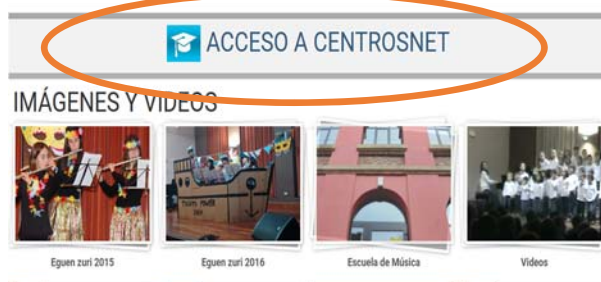 ACCESO A CENTROSNET
IMÁGENES Y VIDEOS
Eguen zuri 2015
Eguen zuri 2016
Escuela de Música
Videos